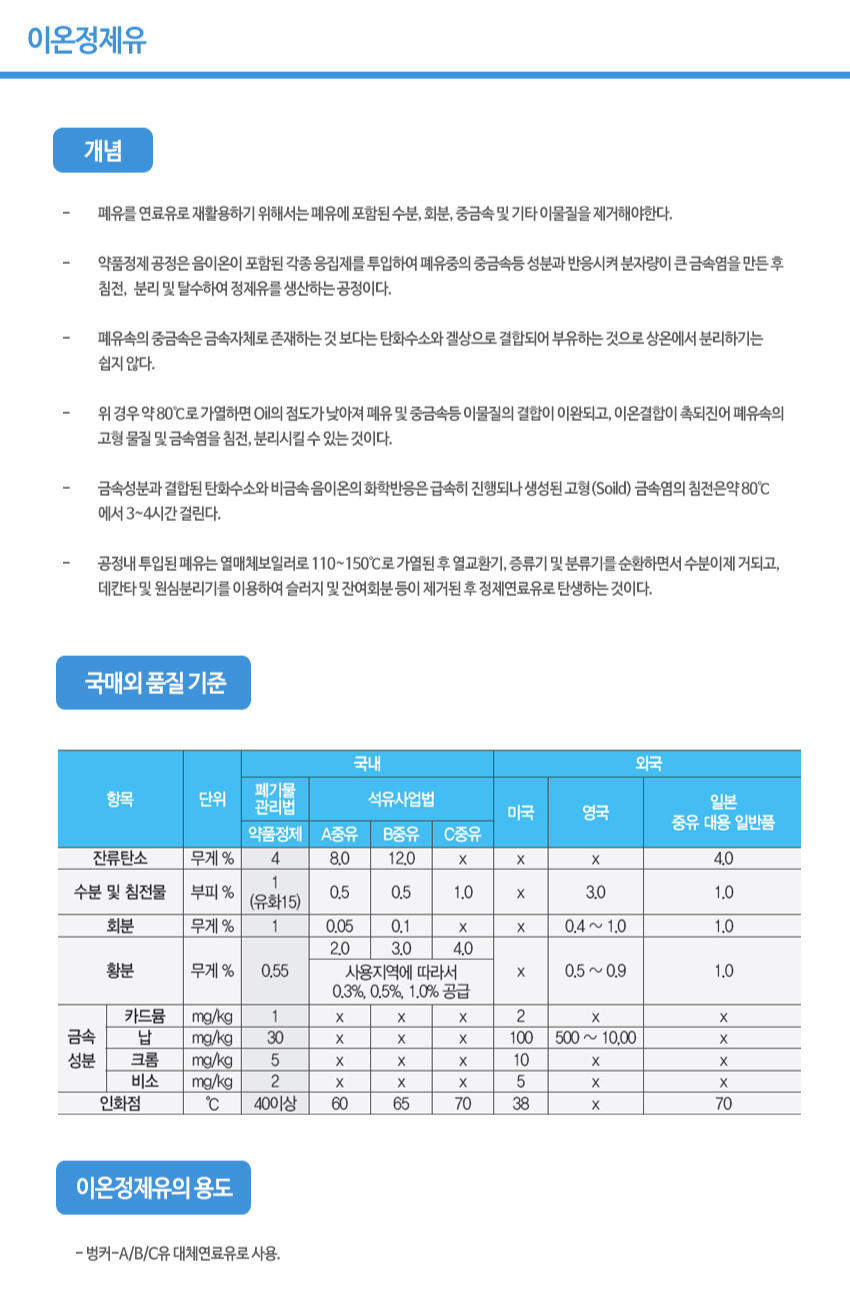 이온정제유
개념
- 폐유를 연료유로 재활용하기 위해서는 폐유에 포함된 수분, 회분, 중금속 및 기타 이물질을 제거해야한다.
- 약품정제 공정은 음이온이 포함된 각종 응집제를 투입하여 폐유중의 중금속등 성분과 반응시켜 분자량이 큰 금속염을 만든 후
침전, 분리 및 탈수하여 정제유를 생산하는 공정이다.
- 폐유속의 중금속은 금속자체로 존재하는 것 보다는 탄화수소와 겔상으로 결합되어 부유하는 것으로 상온에서 분리하기는
쉽지 않다.
- 위 경우 약 80℃로 가열하면 Oil의 점도가 낮아져 폐유 및 중금속등 이물질의 결합이 이완되고, 이온결합이 촉되진어 폐유속의
고형 물질 및 금속염을 침전, 분리시킬 수 있는 것이다.
- 금속성분과 결합된 탄화수소와 비금속 음이온의 화학반응은 급속히 진행되나 생성된 고형(Soild) 금속염의 침전은약 80℃
에서 3~4시간 걸린다.
- 공정내 투입된 폐유는 열매체보일러로 110~150℃로 가열된 후 열교환기, 증류기 및 분류기를 순환하면서 수분이제 거되고,
데칸타 및 원심분리기를 이용하여 슬러지 및 잔여회분 등이 제거된 후 정제연료유로 탄생하는 것이다.
국매외 품질 기준
항목 단위 국내 외국
폐기물 관리법 석유사업법 미국 영국 일본 중유 대용 일반품
약품정제 A중유 B중유 C중유
잔류탄소 무게 % 4 8.0 12.0 x x x 4.0
수분 및 침전물 부피 % 1 (유화15) 0.5 0.5 1.0 x 3.0 1.0
회분 무게 % 1 0.05 0.1 x x 0.4 ~ 1.0 1.0
황분 무게 % 0.55 2.0 3.0 4.0 x 0.5 ~ 0.9 1.0
사용지역에 따라서
0.3%, 0.5%, 1.0% 공급
금속 성분 카드뮴 mg/kg 1 x x x 2 x x
납 mg/kg 30 x x x 100 500 ~ 10,00 x
크롬 mg/kg 5 x x x 10 x x
비소 mg/kg 2 x x x 5 x x
인화점 ℃ 40이상 60 65 70 38 x 70
이온정제유의 용도
- 벙커-A/B/C유 대체연료유로 사용.